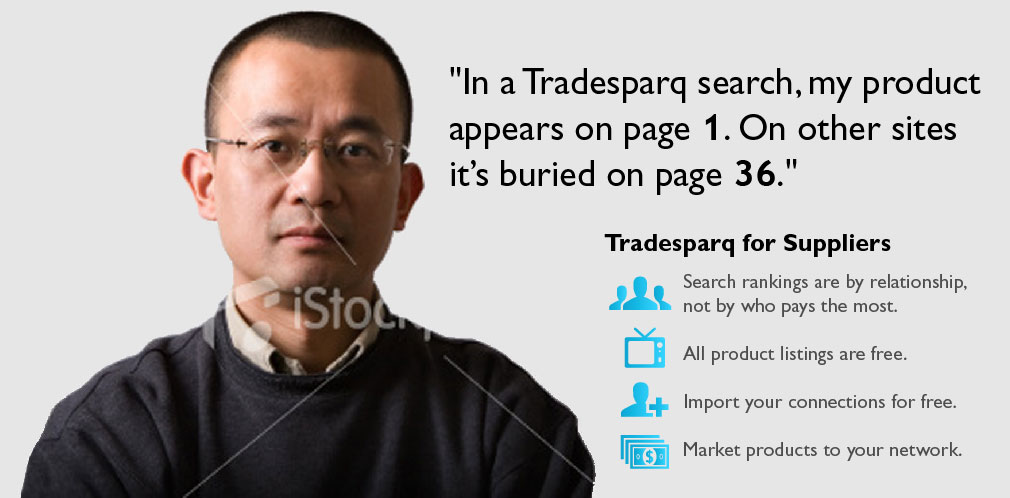 "In a Tradesparq search, my product
appears on page 1. On other sites
it's buried on page 36."
Tradesparq for Suppliers
Search rankings are by relationship,
not by who pays the most.
All product listings are free.
Import your connections for free.
Market products to your network.
iStock